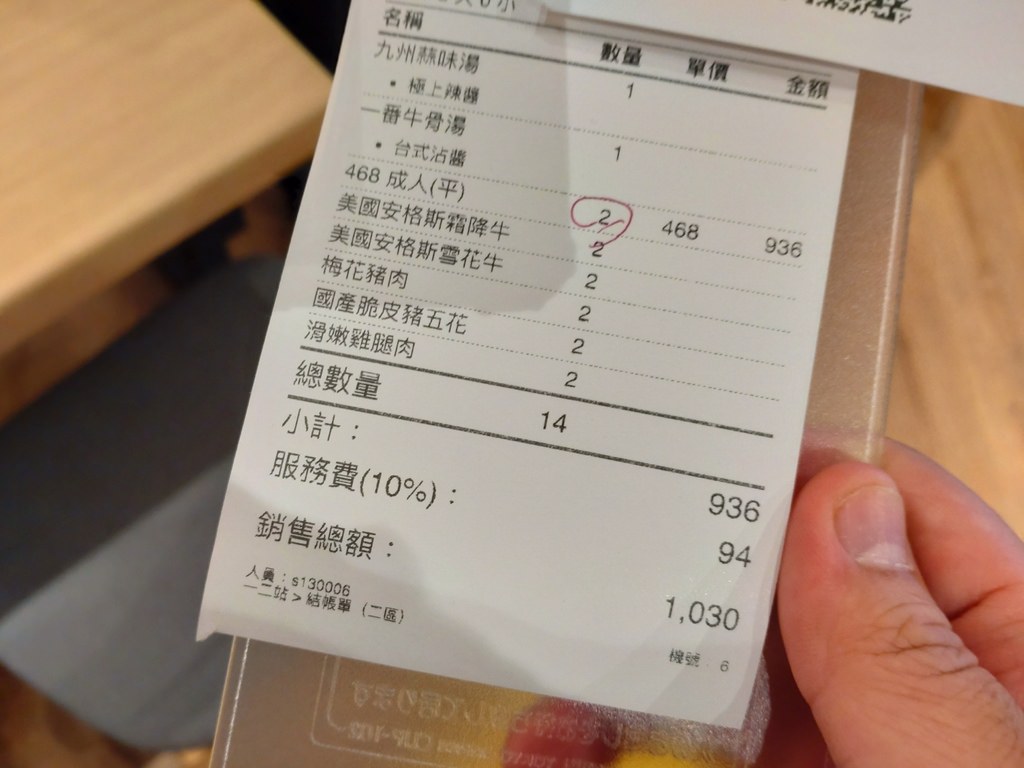 名稱 數量 單價 金額
九州蒜味湯 1
• 極上辣醬
一番牛骨湯 1
• 台式沾醬
468 成人(平) 2 468 936
美國安格斯霜降牛 2
美國安格斯雪花牛 2
梅花豬肉 2
國產脆皮豬五花 2
滑嫩雞腿肉 2
總數量 14
小計： 936
服務費(10%)： 94
銷售總額： 1,030
人員：s130006
一二站 > 結帳單 (二區) 機號：6